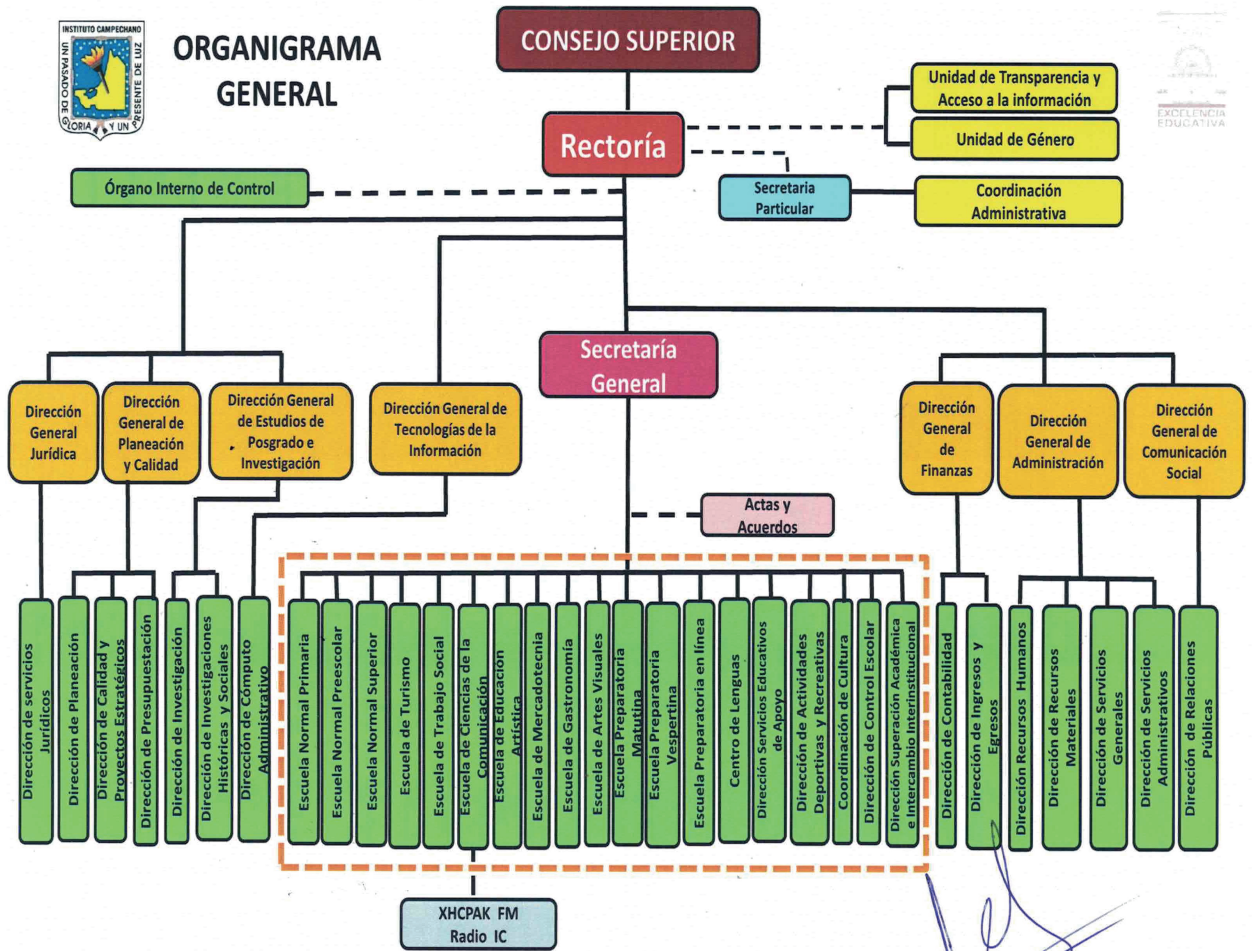 INSTITUTO CAMPECHANO
UN PASADO DE GLORIA Y UN PRESENTE DE LUZ
ORGANIGRAMA
GENERAL
CONSEJO SUPERIOR
EXCELENCIA
EDUCATIVA
Unidad de Transparencia y
Acceso a la información
Unidad de Género
Rectoría
Órgano Interno de Control
Secretaria
Particular
Coordinación
Administrativa
Secretaría
General
Dirección
General
Jurídica
Dirección
General de
Planeación
y Calidad
Dirección General
de Estudios de
Posgrado e
Investigación
Dirección General de
Tecnologías de la
Información
Dirección
General
de
Finanzas
Dirección
General de
Administración
Dirección
General de
Comunicación
Social
Actas y
Acuerdos
Dirección de servicios
Jurídicos
Dirección de Planeación
Dirección de Calidad y
Proyectos Estratégicos
Dirección de Presupuestación
Dirección de Investigación
Dirección de Investigaciones
Históricas y Sociales
Dirección de Cómputo
Administrativo
Escuela Normal Primaria
Escuela Normal Preescolar
Escuela Normal Superior
Escuela de Turismo
Escuela de Trabajo Social
Escuela de Ciencias de la
Comunicación
Escuela de Educación
Artística
Escuela de Mercadotecnia
Escuela de Gastronomía
Escuela de Artes Visuales
Escuela Preparatoria
Matutina
Escuela Preparatoria
Vespertina
Escuela Preparatoria en línea
Centro de Lenguas
Dirección Servicios Educativos
de Apoyo
Dirección de Actividades
Deportivas y Recreativas
Coordinación de Cultura
Dirección de Control Escolar
Dirección Superación Académica
e Intercambio Interinstitucional
Dirección de Contabilidad
Dirección de Ingresos y
Egresos
Dirección Recursos Humanos
Dirección de Recursos
Materiales
Dirección de Servicios
Generales
Dirección de Servicios
Administrativos
Dirección de Relaciones
Públicas
XHCPAK FM
Radio IC